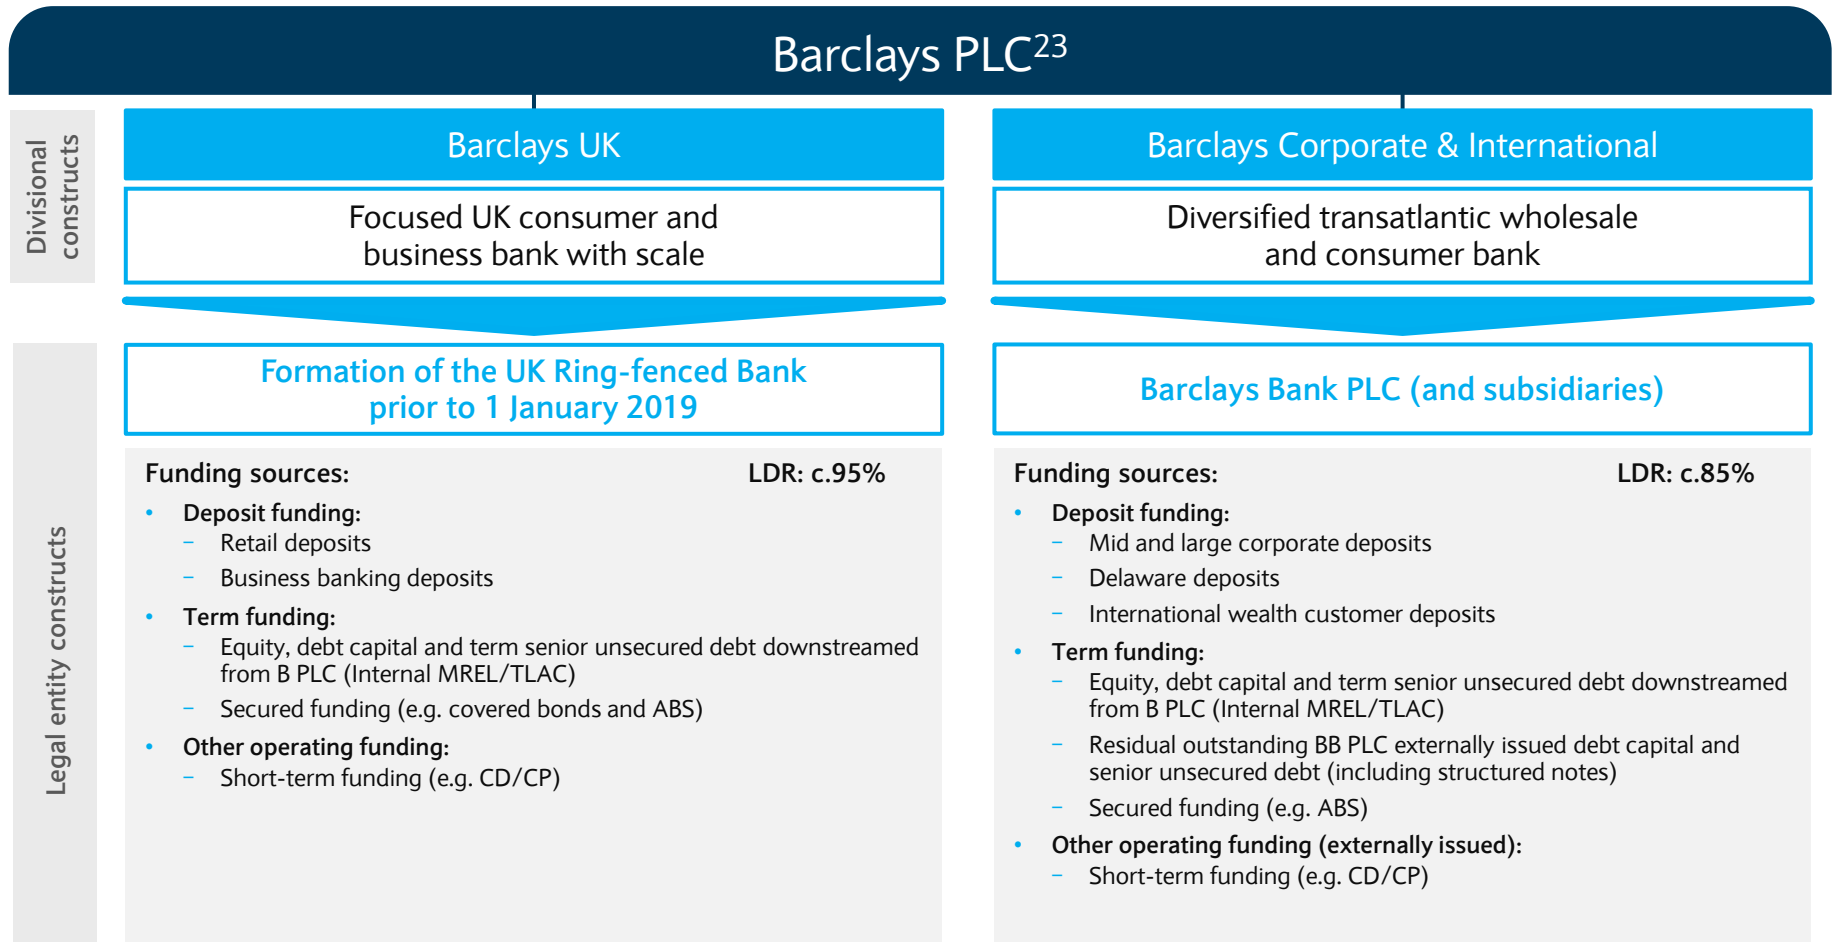 Barclays PLC23
Divisional
constructs
Barclays UK
Focused UK consumer and
business bank with scale
Barclays Corporate & International
Diversified transatlantic wholesale
and consumer bank
Legal entity constructs
Formation of the UK Ring-fenced Bank
prior to 1 January 2019
Funding sources: LDR: c.95%
• Deposit funding:
– Retail deposits
– Business banking deposits
• Term funding:
– Equity, debt capital and term senior unsecured debt downstreamed
from B PLC (Internal MREL/TLAC)
– Secured funding (e.g. covered bonds and ABS)
• Other operating funding:
– Short-term funding (e.g. CD/CP)
Barclays Bank PLC (and subsidiaries)
Funding sources: LDR: c.85%
• Deposit funding:
– Mid and large corporate deposits
– Delaware deposits
– International wealth customer deposits
• Term funding:
– Equity, debt capital and term senior unsecured debt downstreamed
from B PLC (Internal MREL/TLAC)
– Residual outstanding BB PLC externally issued debt capital and
senior unsecured debt (including structured notes)
– Secured funding (e.g. ABS)
• Other operating funding (externally issued):
– Short-term funding (e.g. CD/CP)